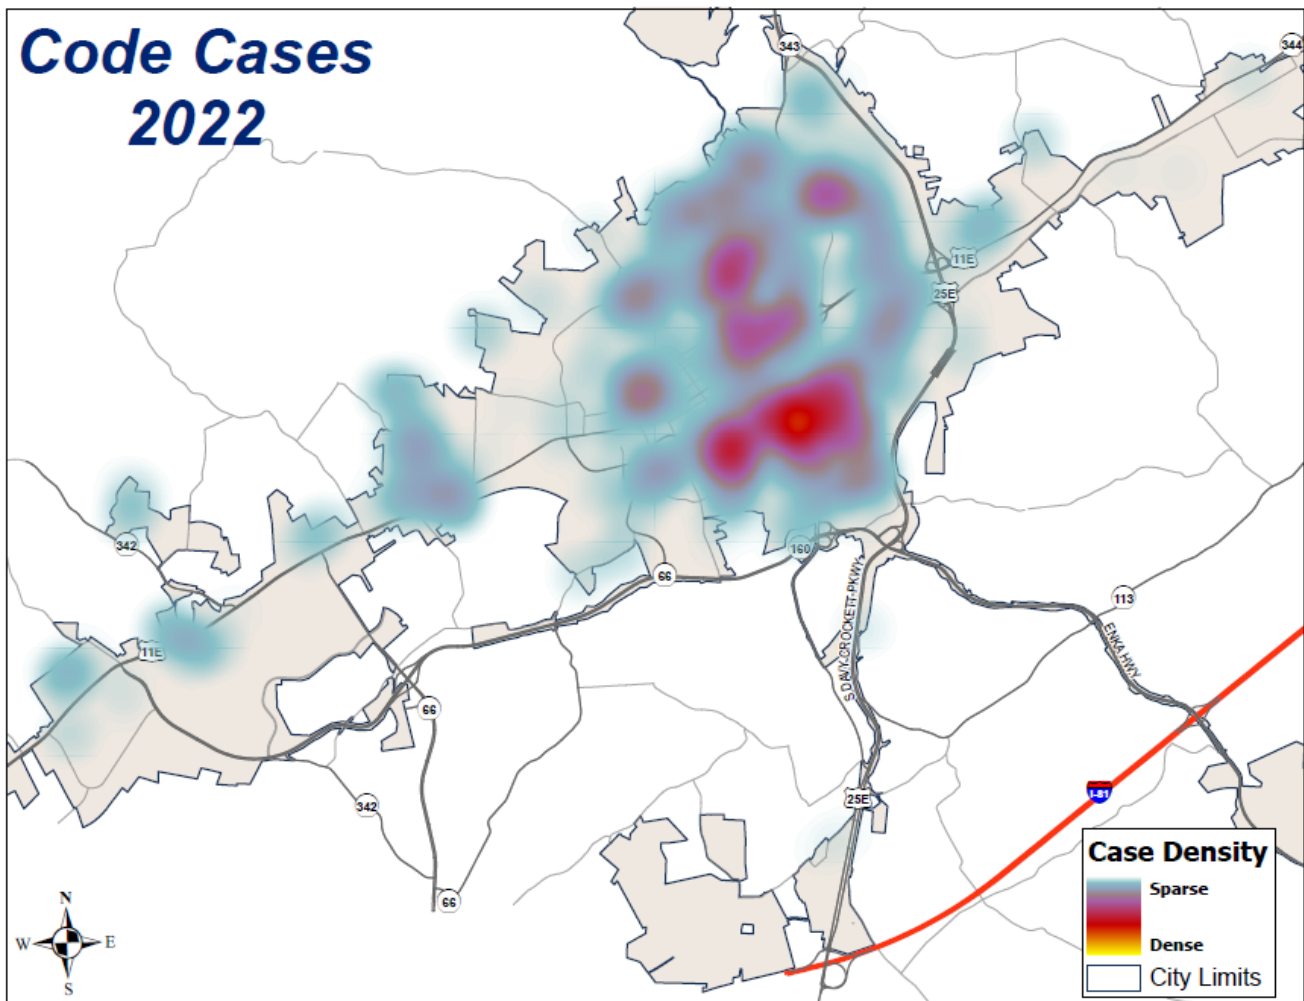 Code Cases
2022
343
344
11E
25E
342
160
66
113
S DAVY CROCKETT PKWY
ENKA HWY
11E
66
342
25E
I-81
66
Case Density
Sparse
Dense
City Limits
N
W
E
S